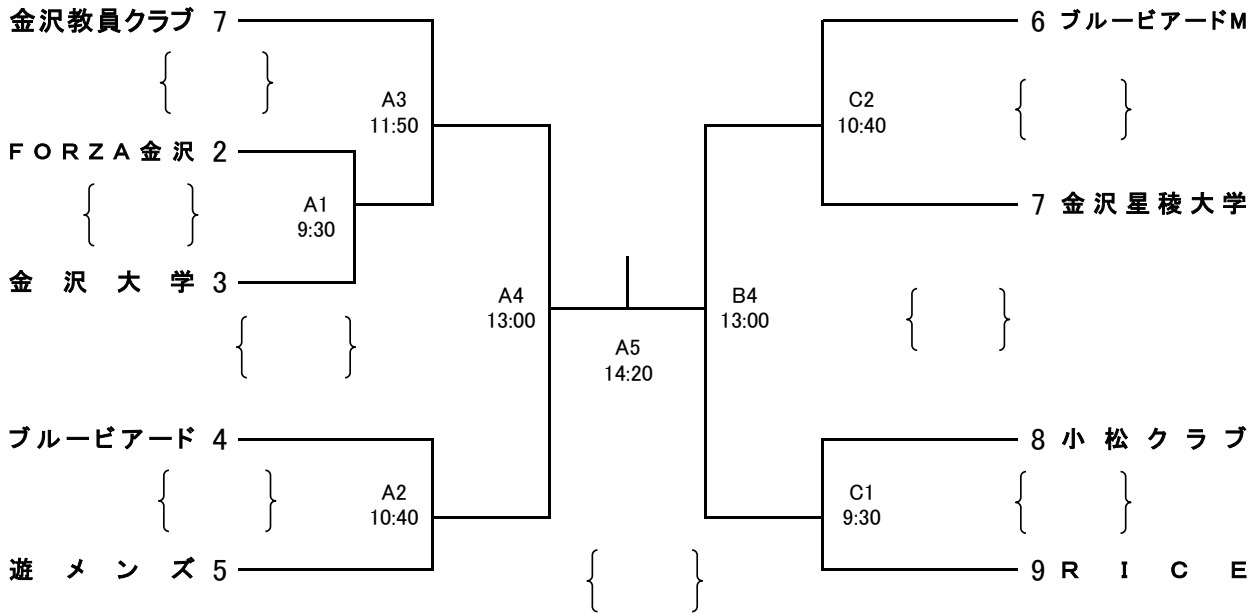 金沢教員クラブ 7
A3
11:50
FORZA金沢 2
A1
9:30
金沢大学 3
A4
13:00
ブルービアード 4
A2
10:40
遊メンズ 5
A5
14:20
6 ブルービアードM
C2
10:40
7 金沢星稜大学
B4
13:00
8 小松クラブ
C1
9:30
9 RICE